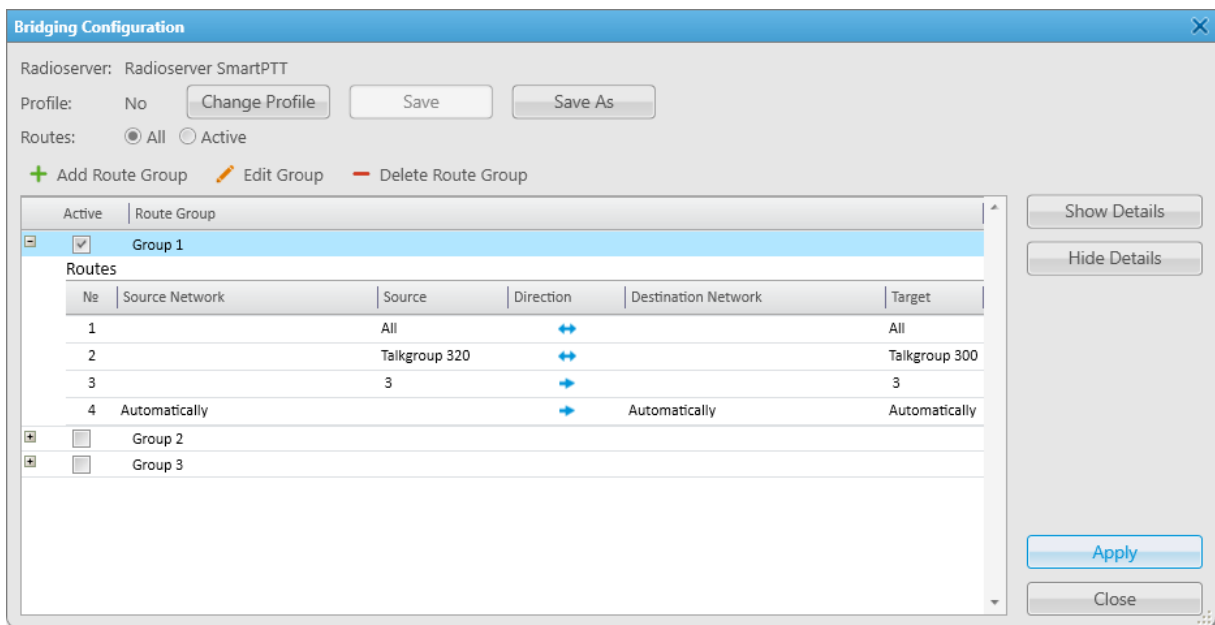 Bridging Configuration
Radioserver: Radioserver SmartPTT
Profile: No Change Profile Save Save As
Routes: All Active
Add Route Group Edit Group Delete Route Group
Active Route Group Show Details
Group 1
Routes Hide Details
№ Source Network Source Direction Destination Network Target
1 All All
2 Talkgroup 320 Talkgroup 300
3 3 3
4 Automatically Automatically Automatically
Group 2
Group 3
Apply
Close